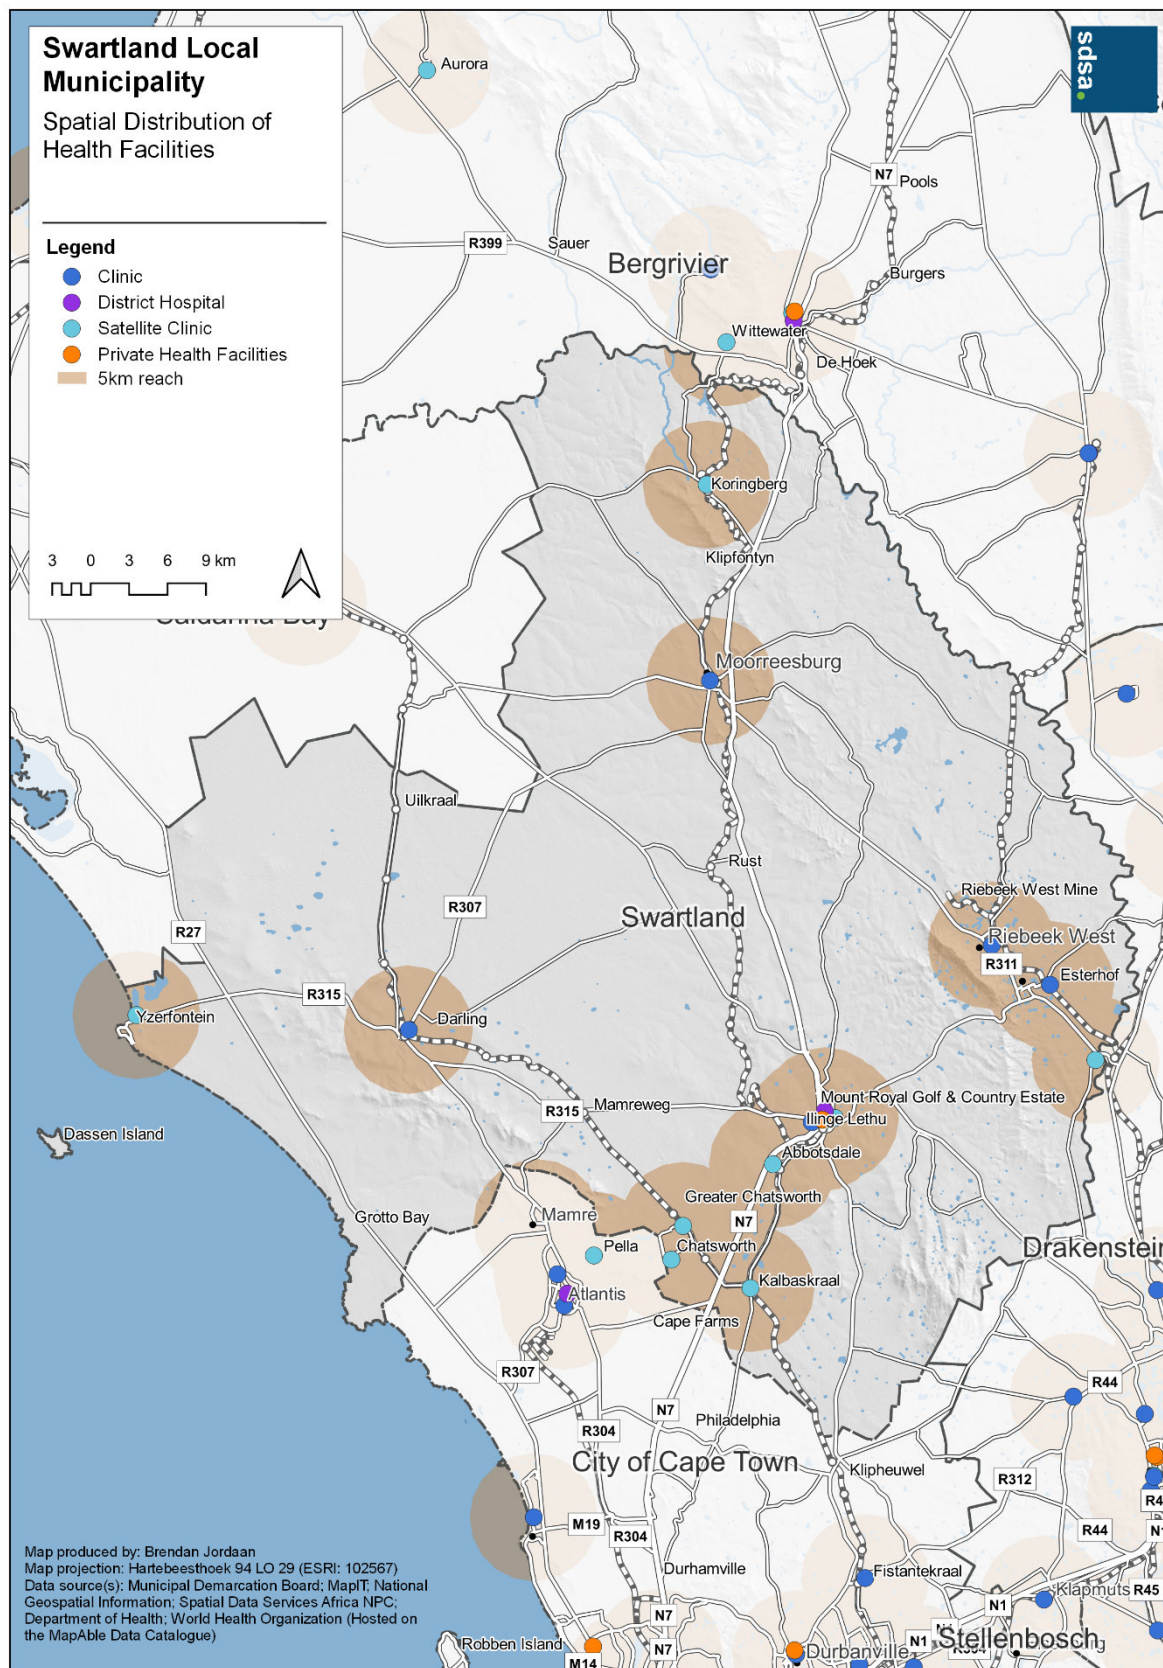 Swartland Local
Municipality
Spatial Distribution of
Health Facilities
Legend
Clinic
District Hospital
Satellite Clinic
Private Health Facilities
5km reach
3 0 3 6 9 km
sdsa.
Aurora
N7
Pools
R399
Sauer
Bergrivier
Burgers
Wittewater
De Hoek
Koringberg
Klipfontyn
Saldanha Bay
Moorreesburg
Uilkraal
Rust
Riebeek West Mine
R307
Swartland
R27
Riebeek West
R311
Esterhof
R315
Yzerfontein
Darling
Mount Royal Golf & Country Estate
R315
Mamreweg
Ilinge Lethu
Dassen Island
Abbotsdale
Greater Chatsworth
Grotto Bay
Mamre
N7
Pella
Chatsworth
Drakenstein
Kalbaskraal
Atlantis
Cape Farms
R307
R44
N7
Philadelphia
R304
City of Cape Town
Klipheuwel
R312
R4
M19
R304
R44
N1
Map produced by: Brendan Jordaan
Map projection: Hartebeesthoek 94 LO 29 (ESRI: 102567)
Data source(s): Municipal Demarcation Board; MapIT; National
Geospatial Information; Spatial Data Services Africa NPC;
Department of Health; World Health Organization (Hosted on
the MapAble Data Catalogue)
Durhamville
Fistantekraal
Klapmuts
R45
N1
N7
Robben Island
N7
M14
Durbanville
N1
Stellenbosch